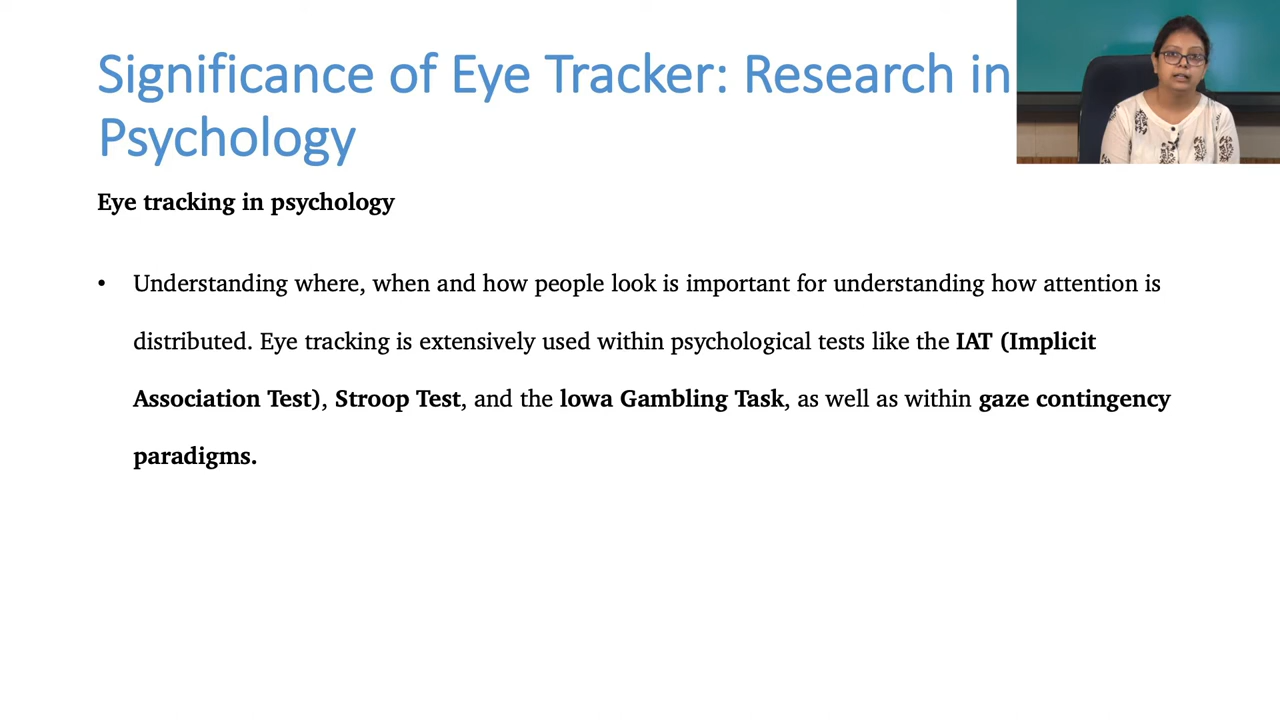 Significance of Eye Tracker: Research in
Psychology
Eye tracking in psychology
• Understanding where, when and how people look is important for understanding how attention is
distributed. Eye tracking is extensively used within psychological tests like the IAT (Implicit
Association Test), Stroop Test, and the lowa Gambling Task, as well as within gaze contingency
paradigms.